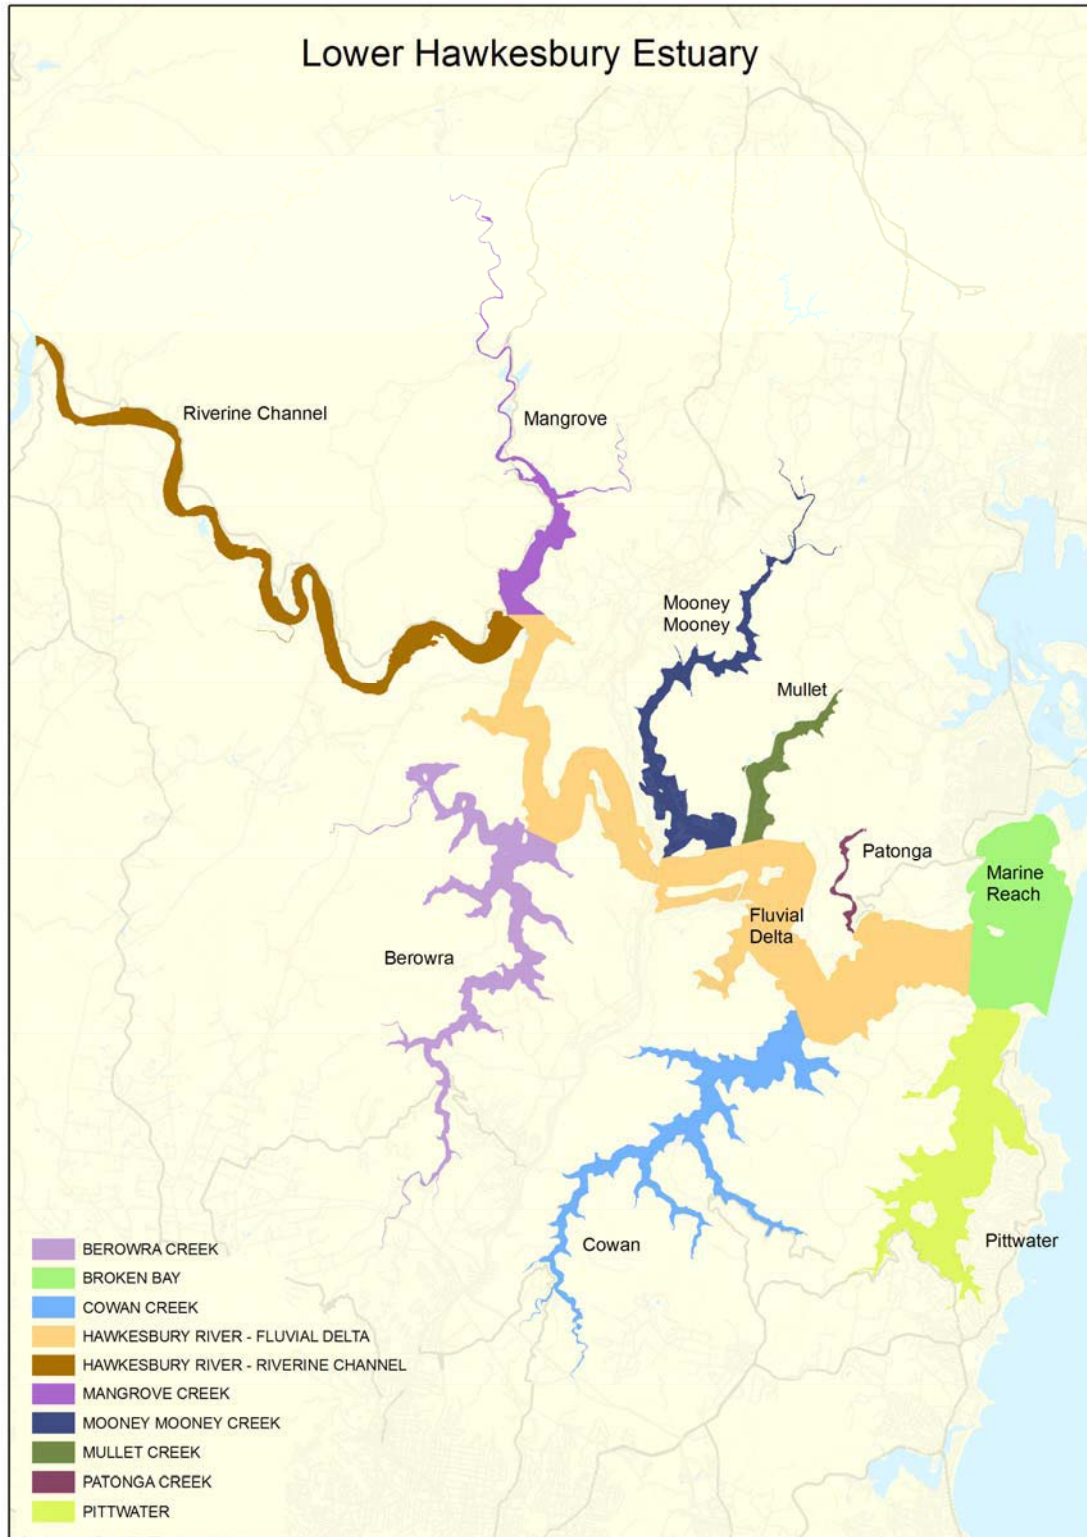 Lower Hawkesbury Estuary
Riverine Channel
Mangrove
Mooney
Mooney
Mullet
Patonga
Marine
Reach
Fluvial
Delta
Berowra
Cowan
Pittwater
BEROWRA CREEK
BROKEN BAY
COWAN CREEK
HAWKESBURY RIVER - FLUVIAL DELTA
HAWKESBURY RIVER - RIVERINE CHANNEL
MANGROVE CREEK
MOONEY MOONEY CREEK
MULLET CREEK
PATONGA CREEK
PITTWATER